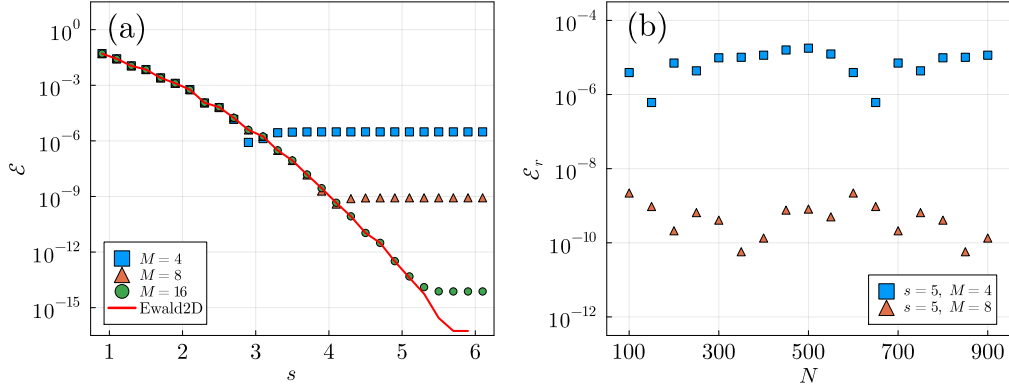 (a)
10^0
10^−3
10^−6
10^−9
10^−12
10^−15
ℰ
M = 4
M = 8
M = 16
Ewald2D
1 2 3 4 5 6
s
(b)
10^−4
10^−6
10^−8
10^−10
10^−12
ℰ_r
s = 5, M = 4
s = 5, M = 8
100 300 500 700 900
N